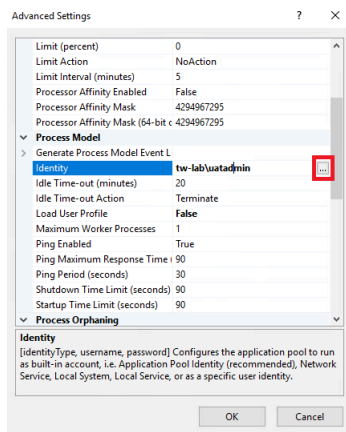 Advanced Settings ? ×
Limit (percent) 0
Limit Action NoAction
Limit Interval (minutes) 5
Processor Affinity Enabled False
Processor Affinity Mask 4294967295
Processor Affinity Mask (64-bit c 4294967295
Process Model
Generate Process Model Event L
Identity tw-lab\uatadmin ...
Idle Time-out (minutes) 20
Idle Time-out Action Terminate
Load User Profile False
Maximum Worker Processes 1
Ping Enabled True
Ping Maximum Response Time ( 90
Ping Period (seconds) 30
Shutdown Time Limit (seconds) 90
Startup Time Limit (seconds) 90
Process Orphaning
Identity
[identityType, username, password] Configures the application pool to run
as built-in account, i.e. Application Pool Identity (recommended), Network
Service, Local System, Local Service, or as a specific user identity.
OK Cancel